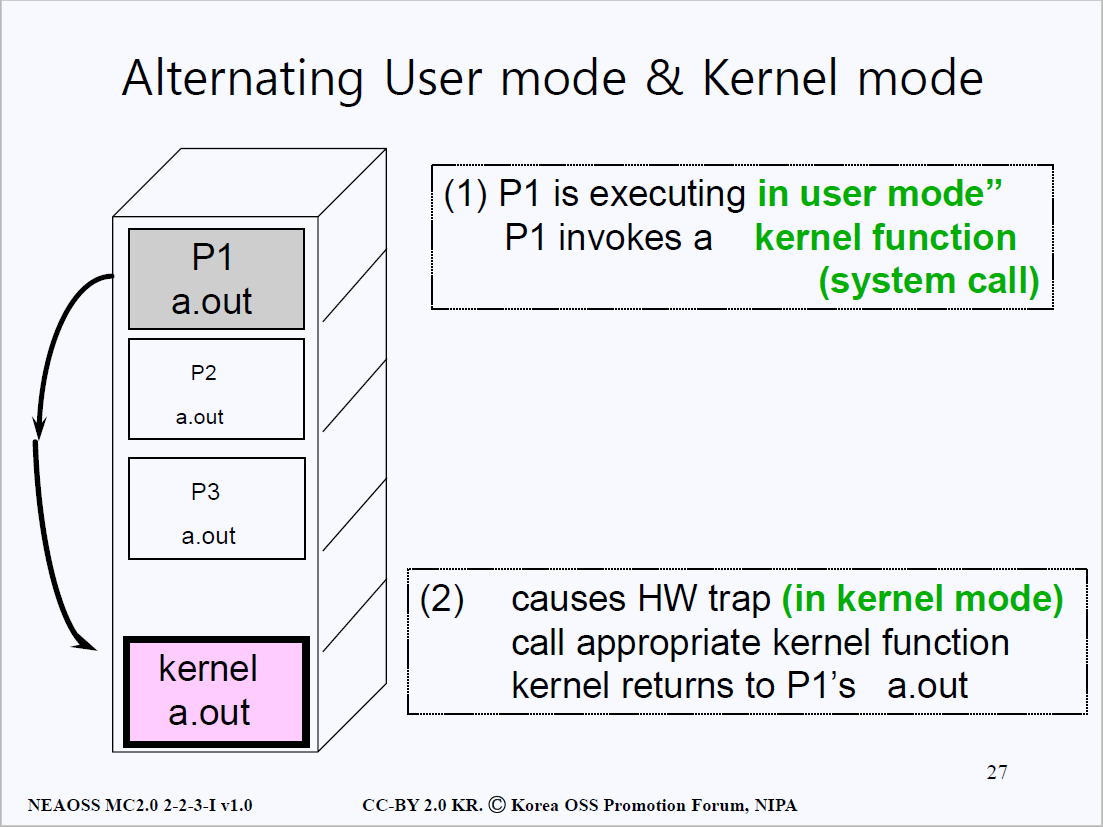 Alternating User mode & Kernel mode
P1
a.out
P2
a.out
P3
a.out
kernel
a.out
(1) P1 is executing in user mode”
P1 invokes a kernel function
(system call)
(2) causes HW trap (in kernel mode)
call appropriate kernel function
kernel returns to P1’s a.out
27
NEAOSS MC2.0 2-2-3-I v1.0
CC-BY 2.0 KR. Ⓒ Korea OSS Promotion Forum, NIPA